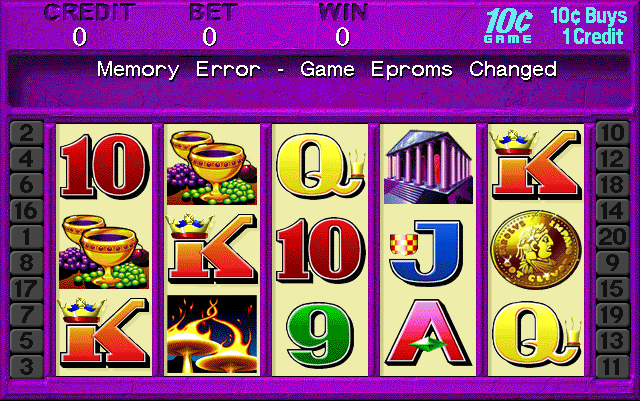 CREDIT BET WIN
0 0 0
10¢ GAME
10¢ Buys
1 Credit
Memory Error - Game Eproms Changed
2 10
4 12
6 18
16 14
1 20
8 9
17 15
7 13
5 19
3 11
10 Q K
K 10 J
K 9 A Q